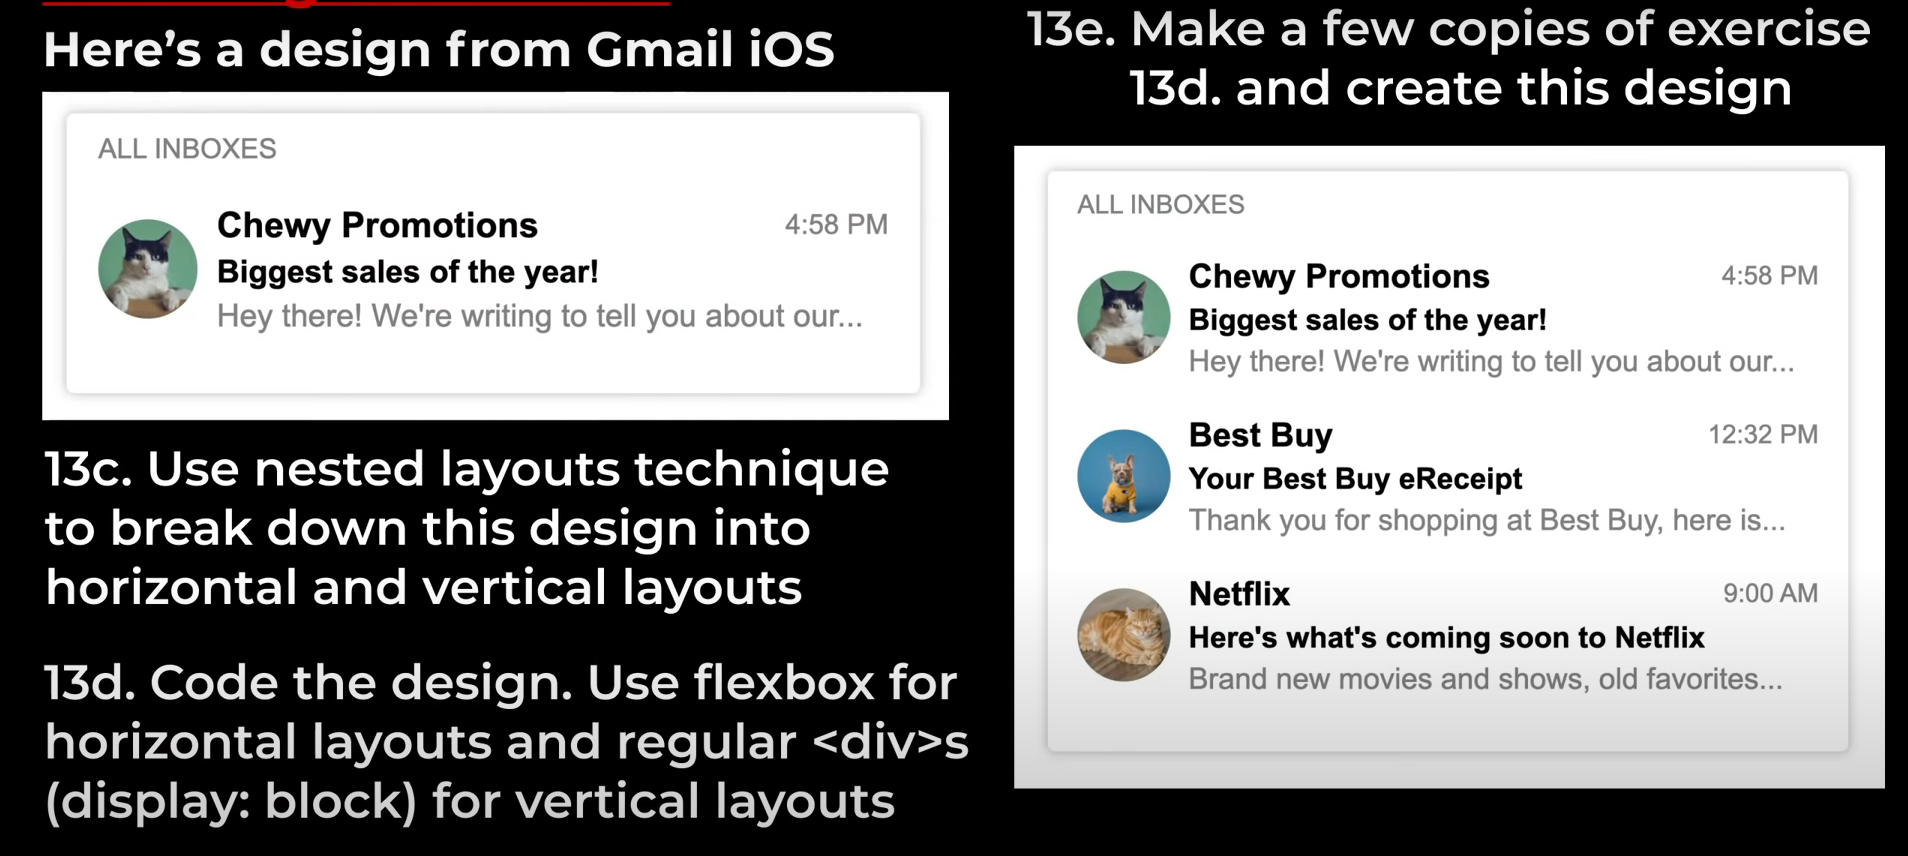 Here's a design from Gmail iOS
ALL INBOXES
Chewy Promotions 4:58 PM
Biggest sales of the year!
Hey there! We're writing to tell you about our...
13c. Use nested layouts technique
to break down this design into
horizontal and vertical layouts
13d. Code the design. Use flexbox for
horizontal layouts and regular <div>s
(display: block) for vertical layouts
13e. Make a few copies of exercise
13d. and create this design
ALL INBOXES
Chewy Promotions 4:58 PM
Biggest sales of the year!
Hey there! We're writing to tell you about our...
Best Buy 12:32 PM
Your Best Buy eReceipt
Thank you for shopping at Best Buy, here is...
Netflix 9:00 AM
Here's what's coming soon to Netflix
Brand new movies and shows, old favorites...